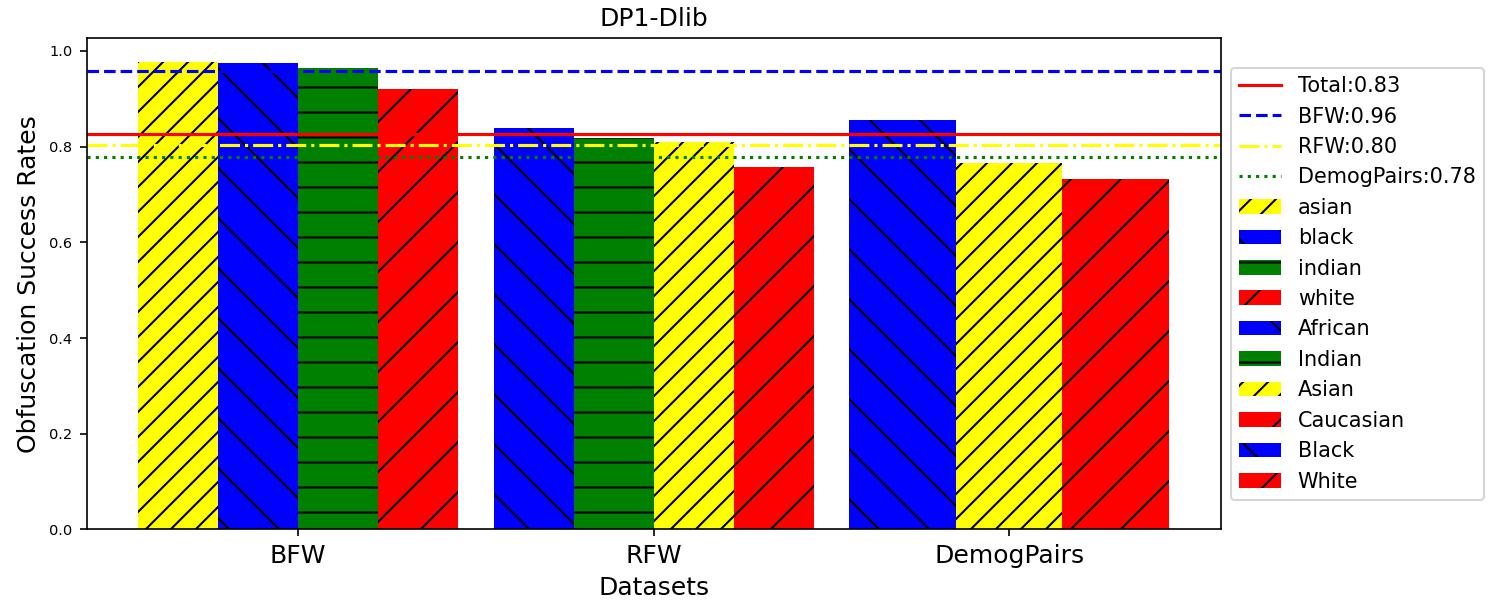 DP1-Dlib
Obfuscation Success Rates
1.0
0.8
0.6
0.4
0.2
0.0
BFW
RFW
DemogPairs
Datasets
Total:0.83
BFW:0.96
RFW:0.80
DemogPairs:0.78
asian
black
indian
white
African
Indian
Asian
Caucasian
Black
White